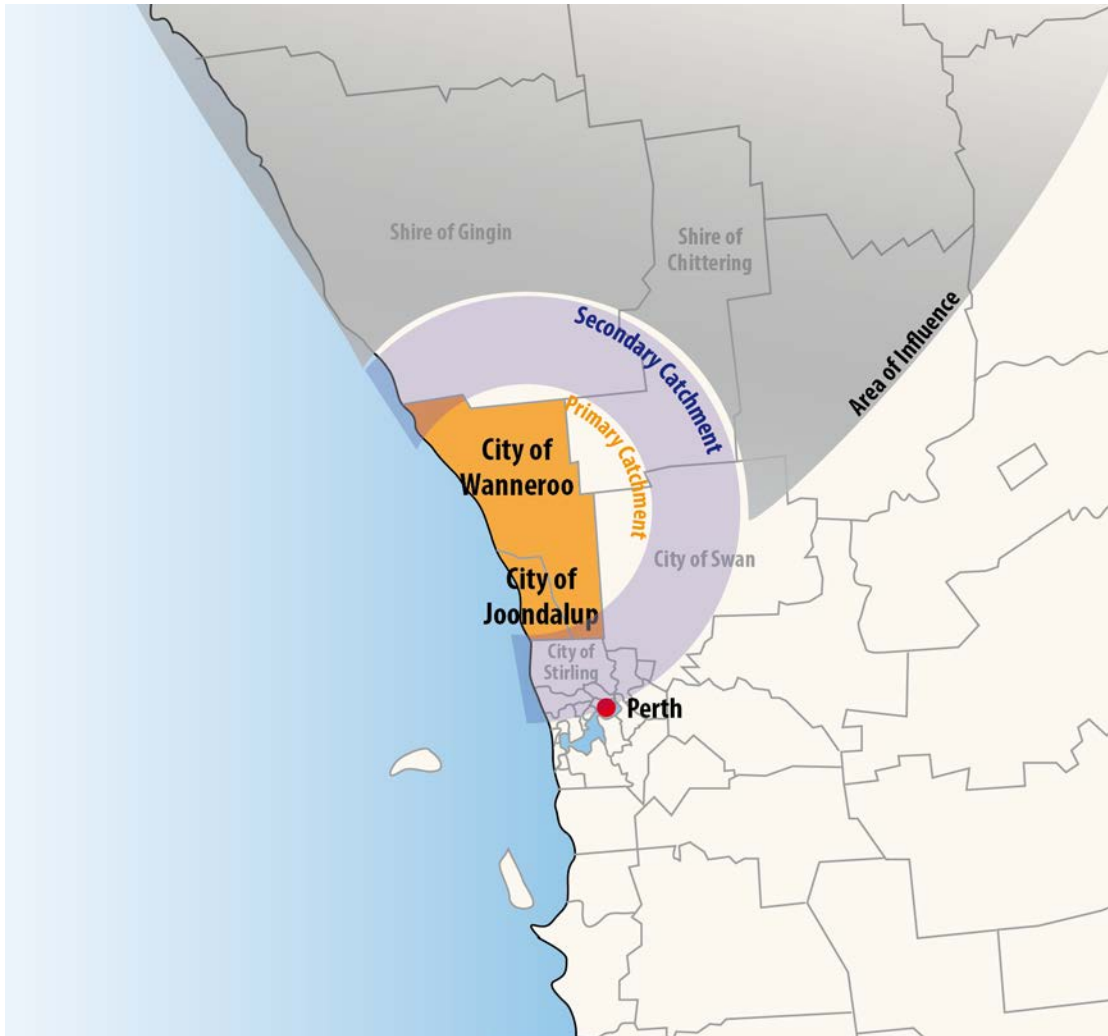 Shire of Gingin
Shire of
Chittering
Area of Influence
Secondary Catchment
Primary Catchment
City of
Wanneroo
City of Swan
City of
Joondalup
City of
Stirling
Perth